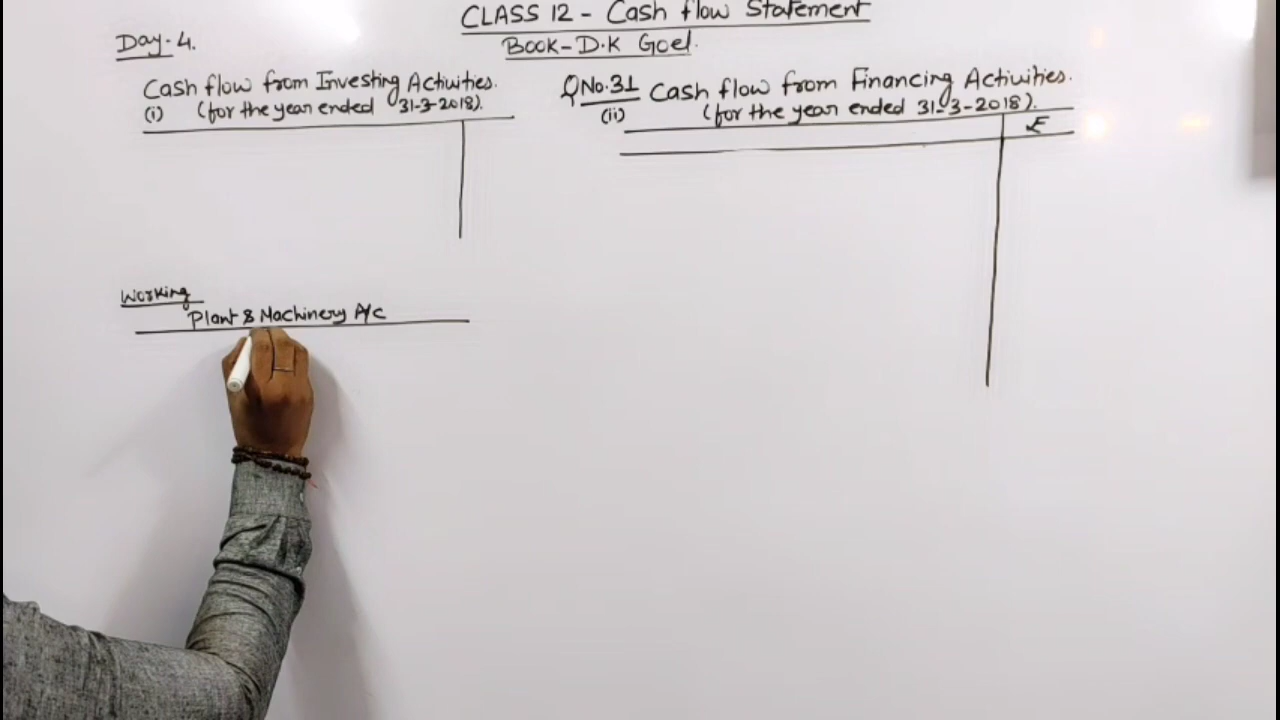 CLASS 12 - Cash flow Statement
Day-4.
BOOK-D.K Goel.
Cash flow from Investing Activities.
(i) (for the year ended 31-3-2018).
QNo.31 Cash flow from Financing Activities.
(ii) (for the year ended 31-3-2018).
₹
Working
Plant & Machinery A/c